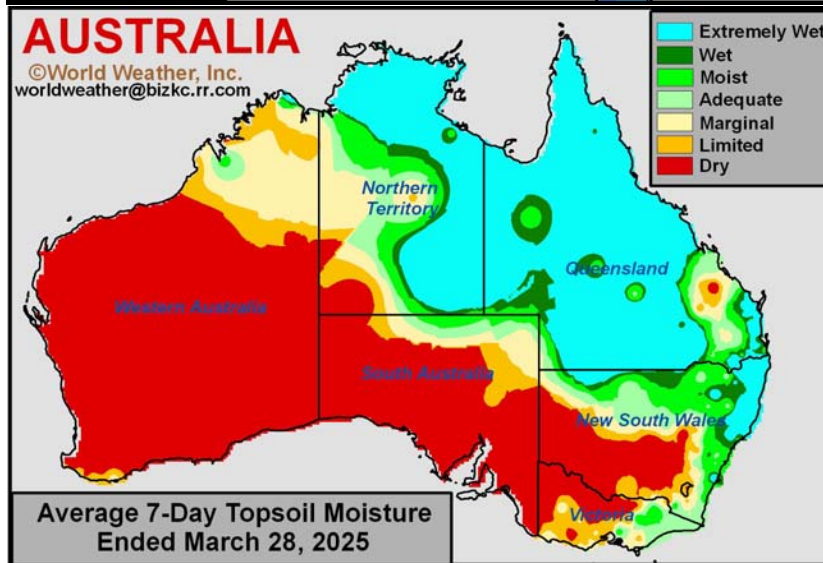 AUSTRALIA
©World Weather, Inc.
worldweather@bizkc.rr.com
Extremely Wet
Wet
Moist
Adequate
Marginal
Limited
Dry
Northern
Territory
Queensland
Western Australia
South Australia
New South Wales
Victoria
Average 7-Day Topsoil Moisture
Ended March 28, 2025